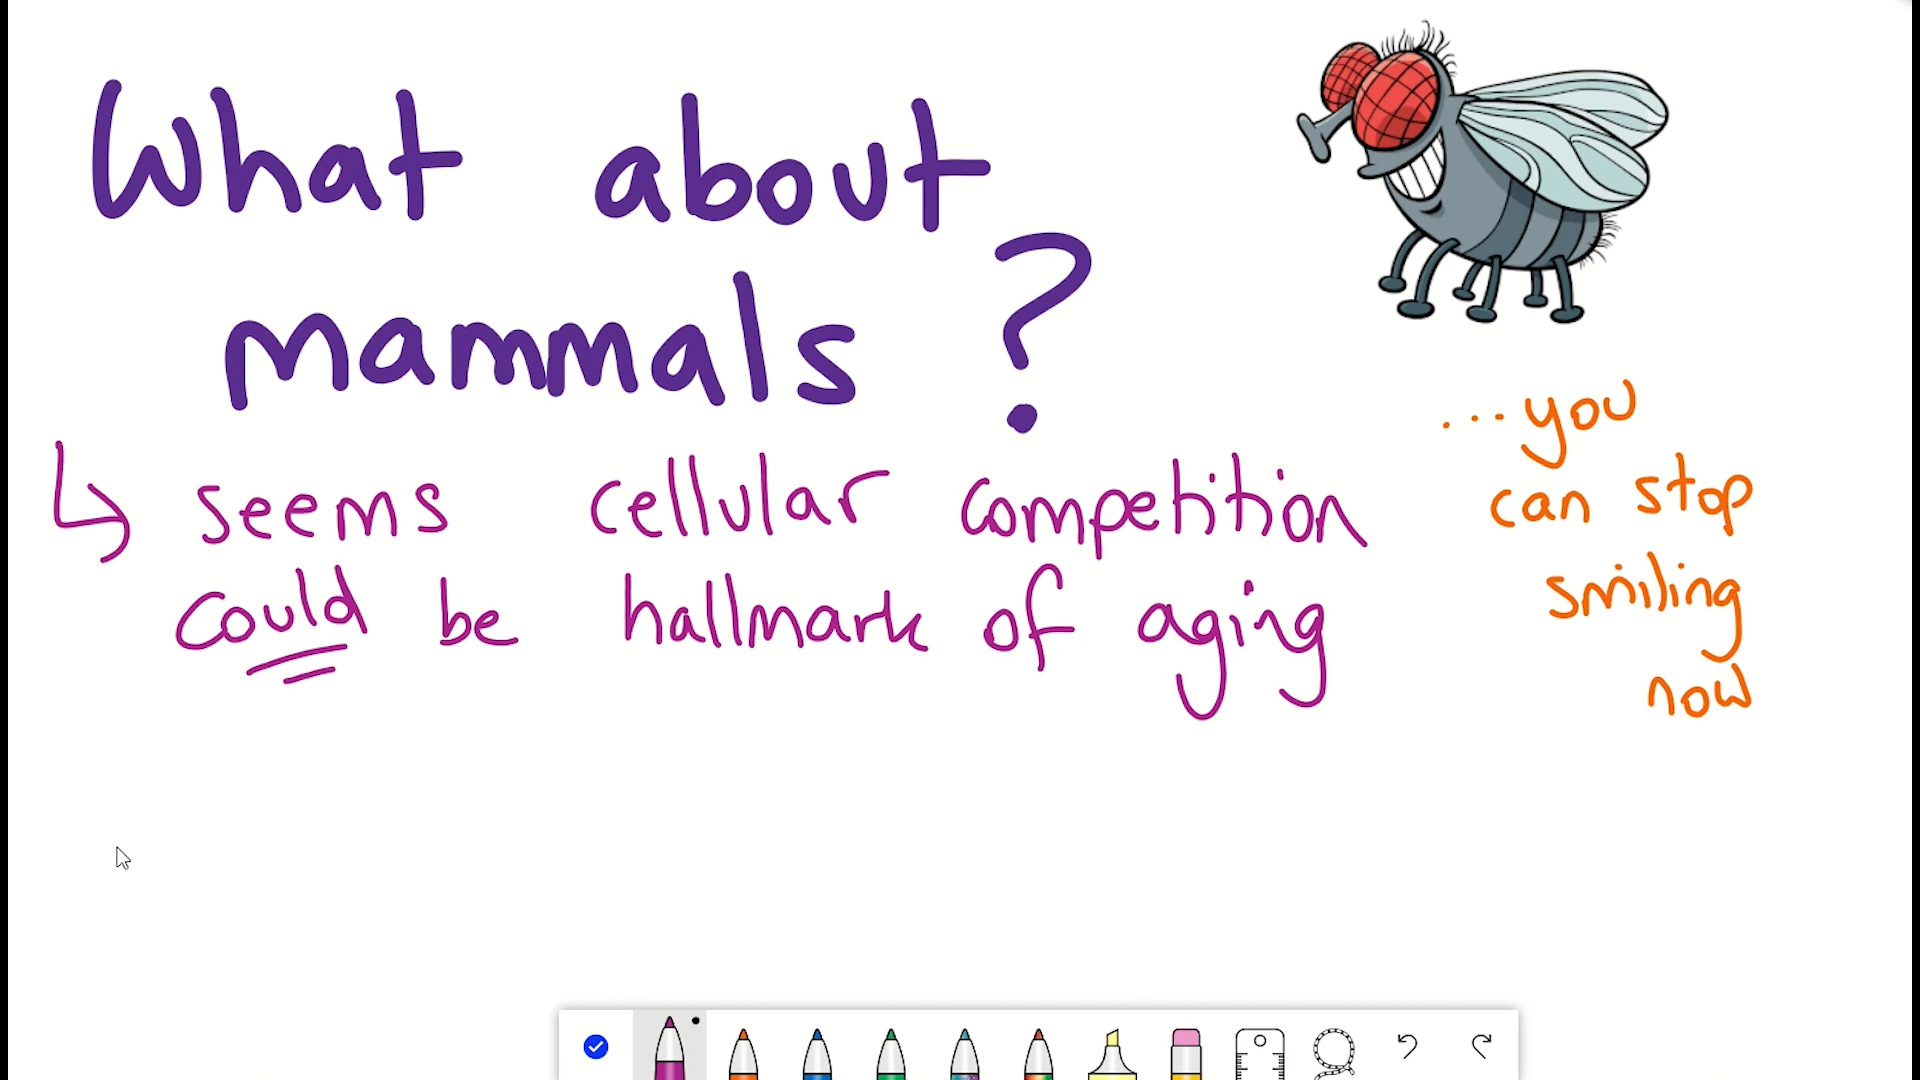 What about
mammals?
↳ seems cellular competition
could be hallmark of aging
...you
can stop
smiling
now